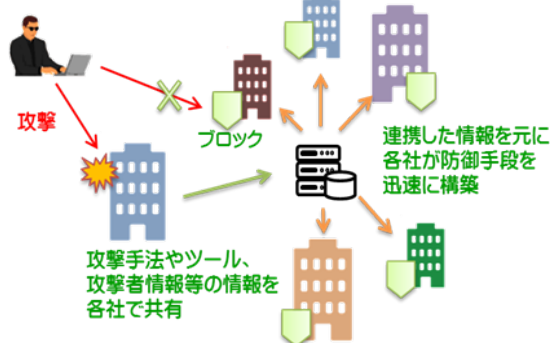 攻撃
ブロック
連携した情報を元に
各社が防御手段を
迅速に構築
攻撃手法やツール、
攻撃者情報等の情報を
各社で共有